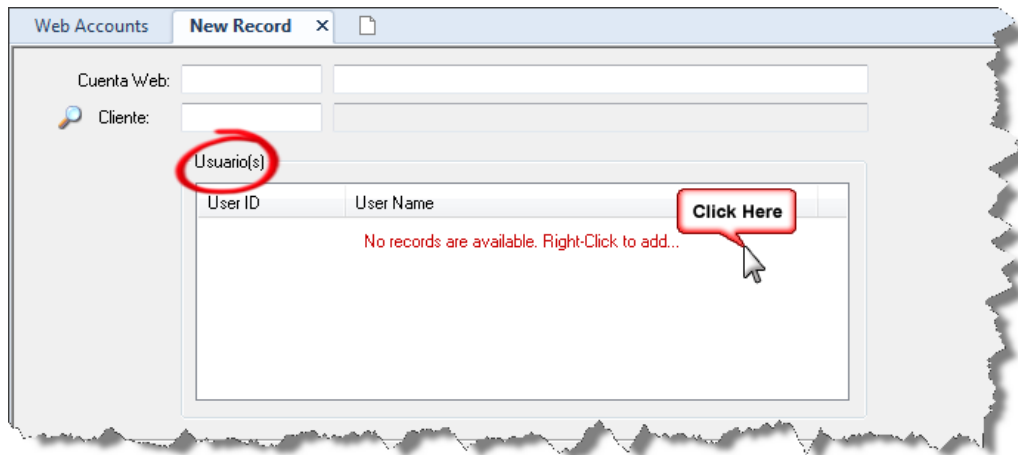 Web Accounts New Record
Cuenta Web:
Cliente:
Usuario(s)
User ID User Name
Click Here
No records are available. Right-Click to add...